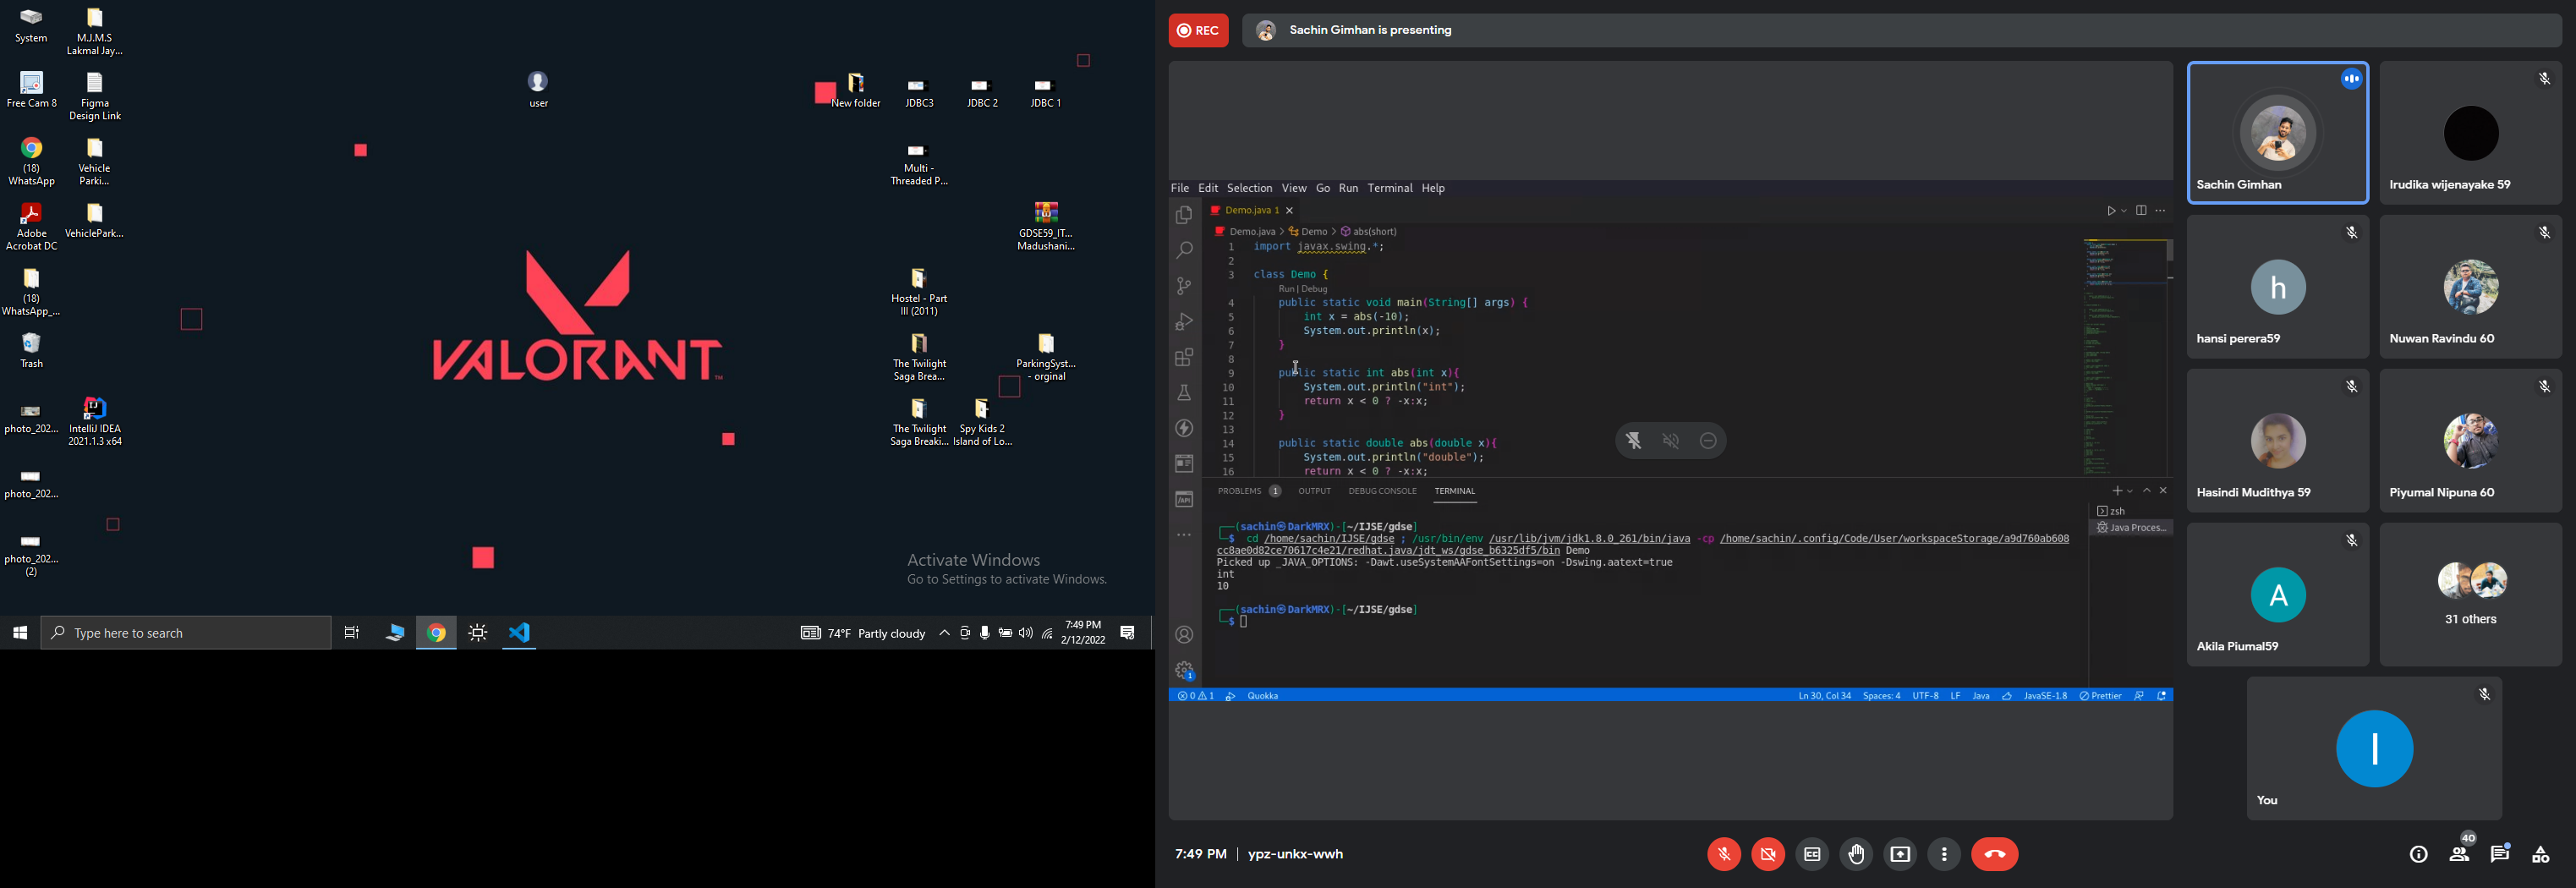 System
M.J.M.S
Lakmal Jay...
Free Cam 8
Figma
Design Link
user
New folder
JDBC3
JDBC 2
JDBC 1
(18)
WhatsApp
Vehicle
Parki...
Multi -
Threaded P...
Adobe
Acrobat DC
VehiclePark...
GDSE59_IT...
Madushani...
(18)
WhatsApp_...
Hostel - Part
III (2011)
Trash
The Twilight
Saga Brea...
ParkingSyst...
- orginal
VALORANT
photo_202...
IntelliJ IDEA
2021.1.3 x64
The Twilight
Saga Breaki...
Spy Kids 2
Island of Lo...
photo_202...
photo_202...
(2)
Activate Windows
Go to Settings to activate Windows.
Type here to search
74°F Partly cloudy
7:49 PM
2/12/2022
REC
Sachin Gimhan is presenting
File Edit Selection View Go Run Terminal Help
Demo.java 1
Demo.java > Demo > abs(short)
1 import javax.swing.*;
2
3 class Demo {
Run | Debug
4 public static void main(String[] args) {
5 int x = abs(-10);
6 System.out.println(x);
7 }
8
9 public static int abs(int x){
10 System.out.println("int");
11 return x < 0 ? -x:x;
12 }
13
14 public static double abs(double x){
15 System.out.println("double");
16 return x < 0 ? -x:x;
PROBLEMS 1 OUTPUT DEBUG CONSOLE TERMINAL
zsh
Java Proces...
(sachin㉿DarkMRX)-[~/IJSE/gdse]
$ cd /home/sachin/IJSE/gdse ; /usr/bin/env /usr/lib/jvm/jdk1.8.0_261/bin/java -cp /home/sachin/.config/Code/User/workspaceStorage/a9d760ab608
cc8ae0d82ce70617c4e21/redhat.java/jdt_ws/gdse_b6325df5/bin Demo
Picked up _JAVA_OPTIONS: -Dawt.useSystemAAFontSettings=on -Dswing.aatext=true
int
10
(sachin㉿DarkMRX)-[~/IJSE/gdse]
$
1
0 1 Quokka
Ln 30, Col 34 Spaces: 4 UTF-8 LF Java JavaSE-1.8 Prettier
Sachin Gimhan
Irudika wijenayake 59
h
hansi perera59
Nuwan Ravindu 60
Hasindi Mudithya 59
Piyumal Nipuna 60
A
Akila Piumal59
31 others
I
You
7:49 PM | ypz-unkx-wwh
CC
40